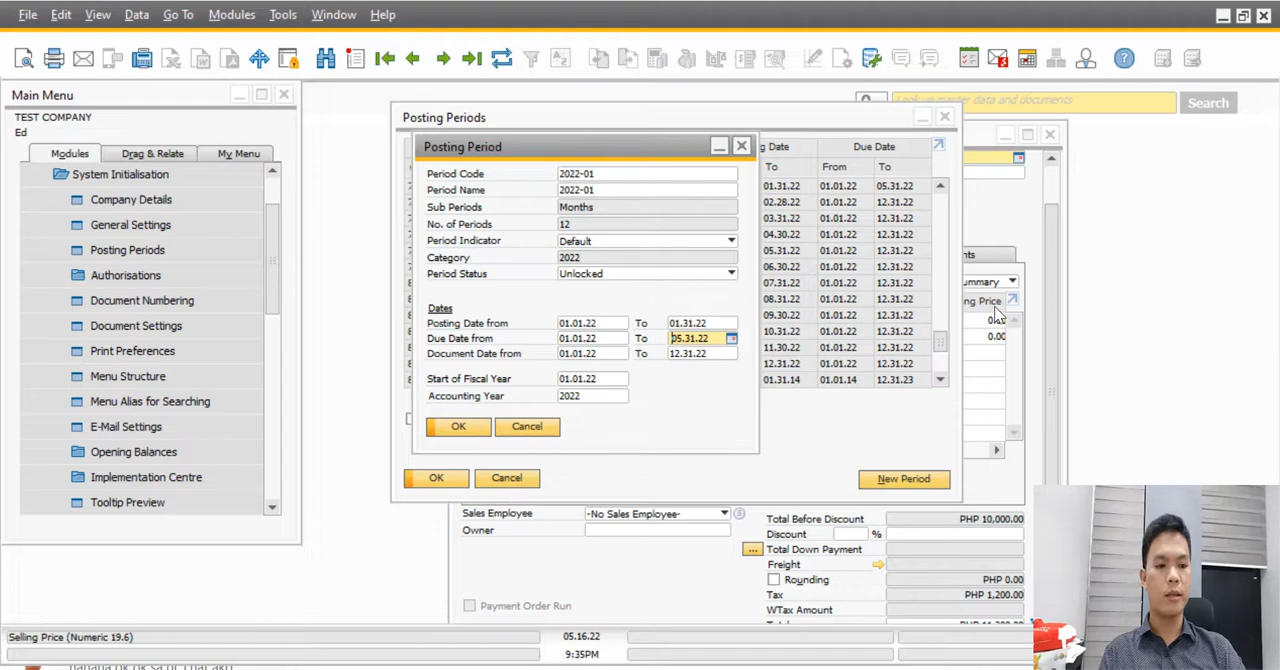 File Edit View Data Go To Modules Tools Window Help
Search
Main Menu
TEST COMPANY
Ed
Modules Drag & Relate My Menu
System Initialisation
Company Details
General Settings
Posting Periods
Authorisations
Document Numbering
Document Settings
Print Preferences
Menu Structure
Menu Alias for Searching
E-Mail Settings
Opening Balances
Implementation Centre
Tooltip Preview
Posting Periods
g Date Due Date
To From To
01.31.22 01.01.22 05.31.22
02.28.22 01.01.22 12.31.22
03.31.22 01.01.22 12.31.22
04.30.22 01.01.22 12.31.22
05.31.22 01.01.22 12.31.22
06.30.22 01.01.22 12.31.22
07.31.22 01.01.22 12.31.22
08.31.22 01.01.22 12.31.22
09.30.22 01.01.22 12.31.22
10.31.22 01.01.22 12.31.22
11.30.22 01.01.22 12.31.22
12.31.22 01.01.22 12.31.22
01.31.14 01.01.14 12.31.23
OK Cancel New Period
Posting Period
Period Code 2022-01
Period Name 2022-01
Sub Periods Months
No. of Periods 12
Period Indicator Default
Category 2022
Period Status Unlocked
Dates
Posting Date from 01.01.22 To 01.31.22
Due Date from 01.01.22 To 05.31.22
Document Date from 01.01.22 To 12.31.22
Start of Fiscal Year 01.01.22
Accounting Year 2022
OK Cancel
nts
ummary
ng Price
0.00
Sales Employee -No Sales Employee-
Owner
Payment Order Run
Total Before Discount PHP 10,000.00
Discount %
Total Down Payment
...
Freight
Rounding PHP 0.00
Tax PHP 1,200.00
WTax Amount
Selling Price (Numeric 19.6) 05.16.22
9:35PM